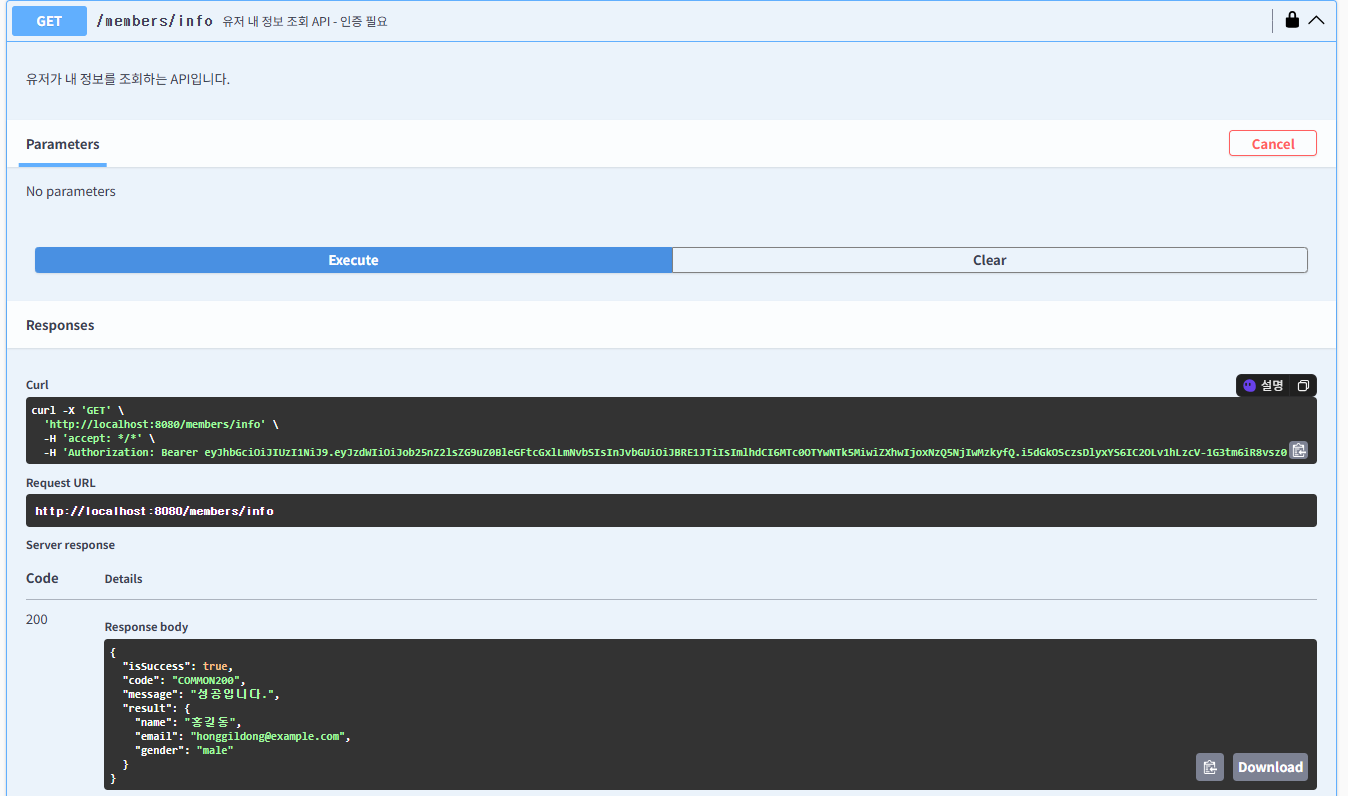 GET /members/info 유저 내 정보 조회 API - 인증 필요
유저가 내 정보를 조회하는 API입니다.
Parameters
Cancel
No parameters
Execute
Clear
Responses
Curl
설명
curl -X 'GET' \
'http://localhost:8080/members/info' \
-H 'accept: */*' \
-H 'Authorization: Bearer eyJhbGciOiJIUzI1NiJ9.eyJzdWIiOiJob25nZ2lsZG9uZ0BleGFtcGxlLmNvbSIsInJvbGUiOiJBRE1JTiIsImlhdCI6MTc0OTYwNTk5MiwiZXhwIjoxNzQ5NjIwMzkyfQ.i5dGkOSczsDlyxYS6IC2OLv1hLzcV-1G3tm6iR8vsz0
Request URL
http://localhost:8080/members/info
Server response
Code
Details
200
Response body
{
"isSuccess": true,
"code": "COMMON200",
"message": "성공입니다.",
"result": {
"name": "홍길동",
"email": "honggildong@example.com",
"gender": "male"
}
}
Download